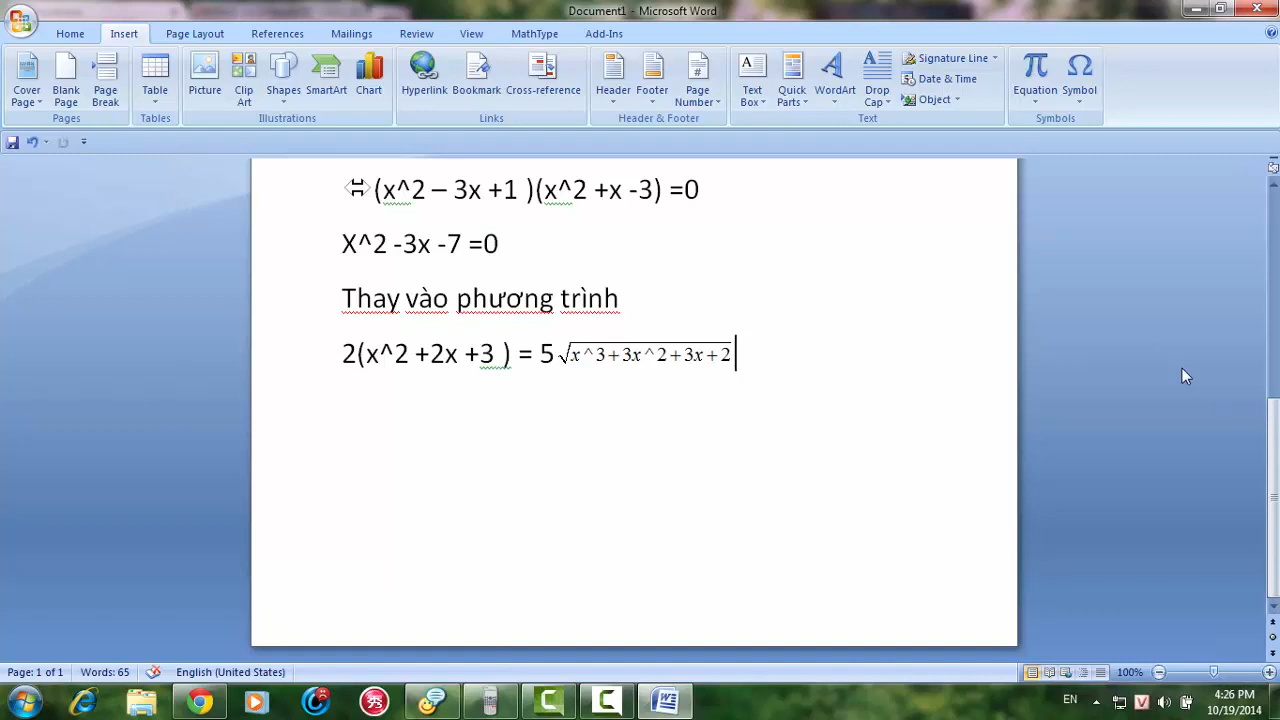 Document1 - Microsoft Word
Home Insert Page Layout References Mailings Review View MathType Add-Ins
Cover Page Blank Page Page Break Table Picture Clip Art Shapes SmartArt Chart Hyperlink Bookmark Cross-reference Header Footer Page Number Text Box Quick Parts WordArt Drop Cap Signature Line Date & Time Object Equation Symbol
Pages Tables Illustrations Links Header & Footer Text Symbols
⇔ (x^2 – 3x +1 )(x^2 +x -3) =0
X^2 -3x -7 =0
Thay vào phương trình
2(x^2 +2x +3 ) = 5√x^3+3x^2+3x+2
Page: 1 of 1 Words: 65 English (United States) 100%
EN 4:26 PM
10/19/2014